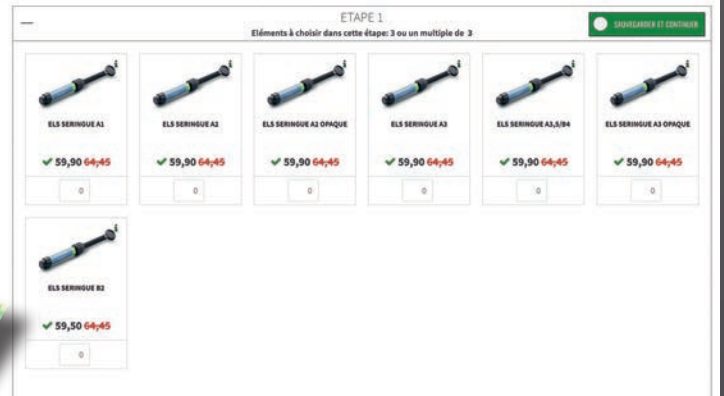 ETAPE 1
Eléments à choisir dans cette étape: 3 ou un multiple de 3
SAUVEGARDER ET CONTINUER
ELS SERINGUE A1
ELS SERINGUE A2
ELS SERINGUE A2 OPAQUE
ELS SERINGUE A3
ELS SERINGUE A3,5/B4
ELS SERINGUE A3 OPAQUE
59,90 64,45
59,90 64,45
59,90 64,45
59,90 64,45
59,90 64,45
59,90 64,45
0
0
0
0
0
0
ELS SERINGUE B2
59,50 64,45
0